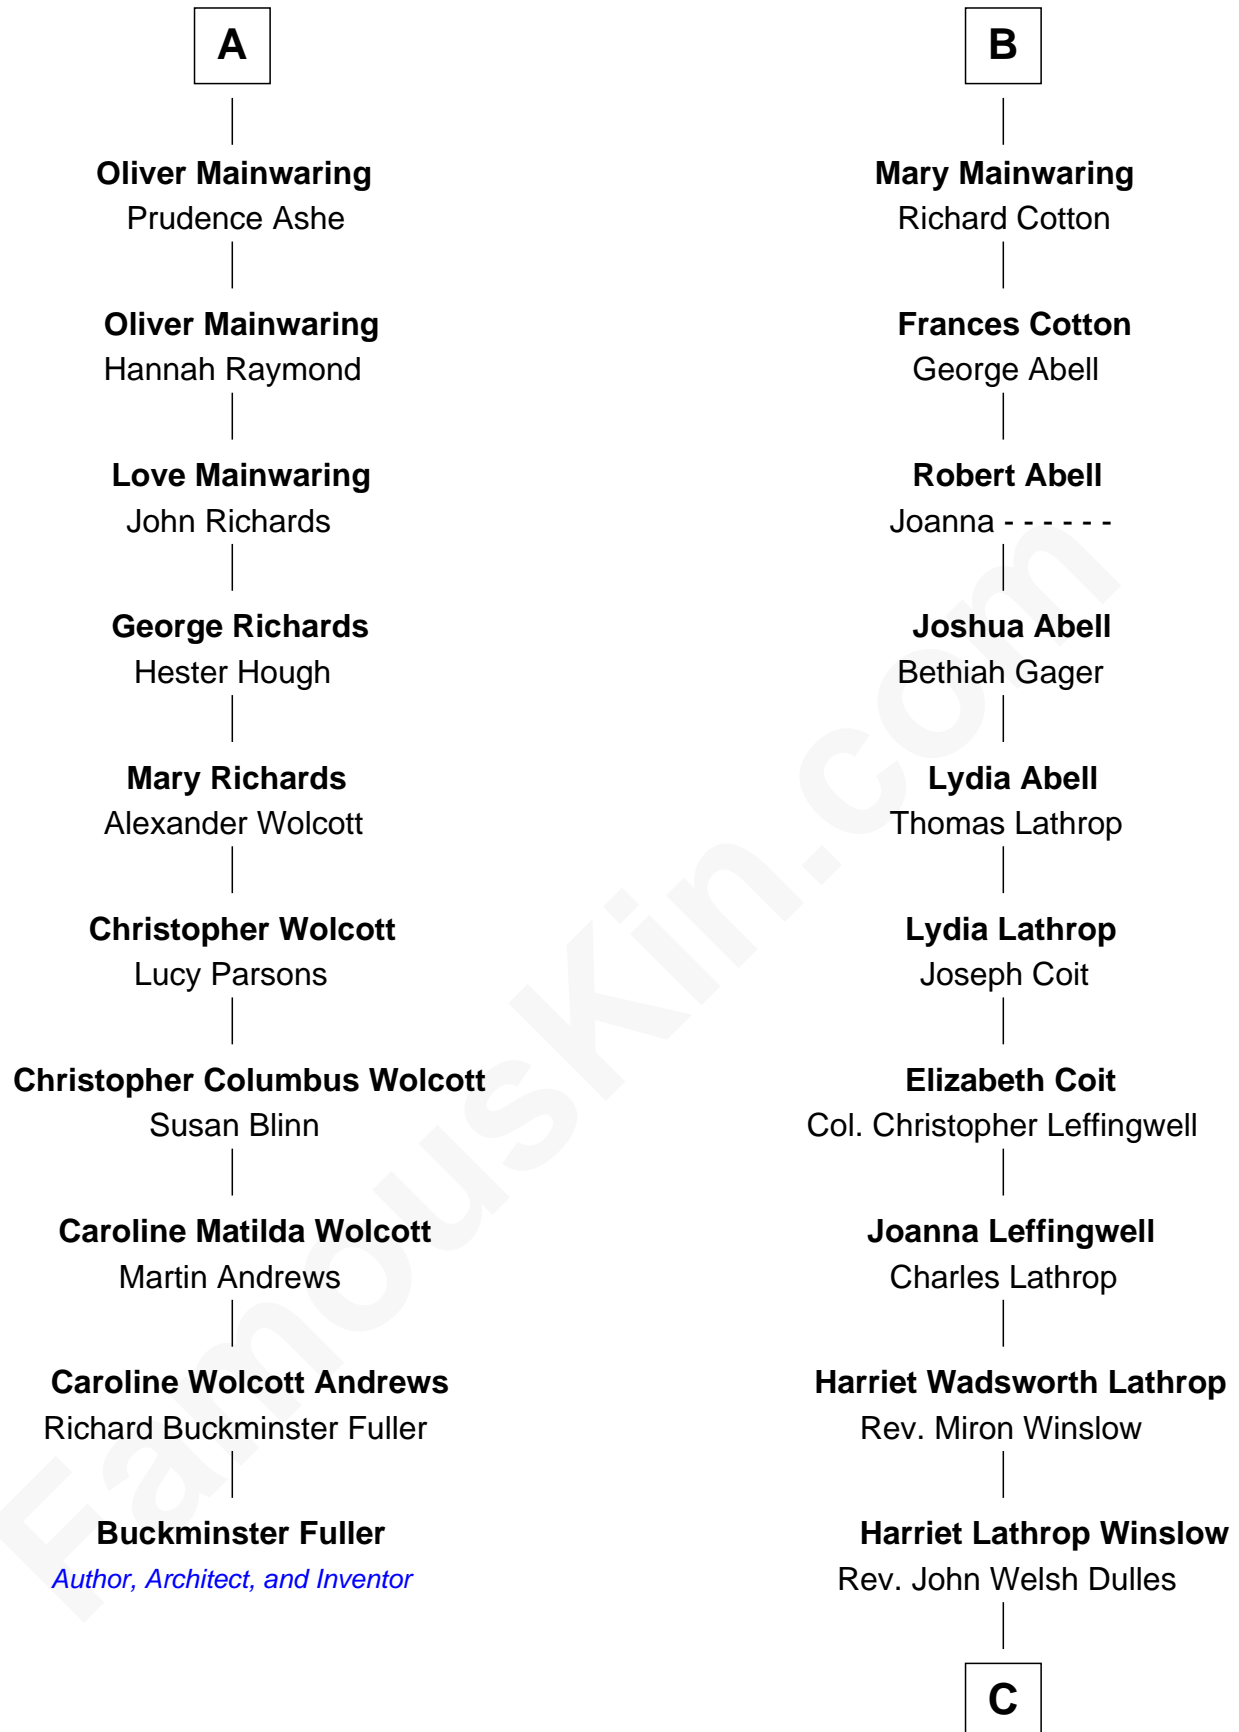 A
Oliver Mainwaring
Prudence Ashe
Oliver Mainwaring
Hannah Raymond
Love Mainwaring
John Richards
George Richards
Hester Hough
Mary Richards
Alexander Wolcott
Christopher Wolcott
Lucy Parsons
Christopher Columbus Wolcott
Susan Blinn
Caroline Matilda Wolcott
Martin Andrews
Caroline Wolcott Andrews
Richard Buckminster Fuller
Buckminster Fuller
Author, Architect, and Inventor
B
Mary Mainwaring
Richard Cotton
Frances Cotton
George Abell
Robert Abell
Joanna - - - - - -
Joshua Abell
Bethiah Gager
Lydia Abell
Thomas Lathrop
Lydia Lathrop
Joseph Coit
Elizabeth Coit
Col. Christopher Leffingwell
Joanna Leffingwell
Charles Lathrop
Harriet Wadsworth Lathrop
Rev. Miron Winslow
Harriet Lathrop Winslow
Rev. John Welsh Dulles
C
FamousKin.com